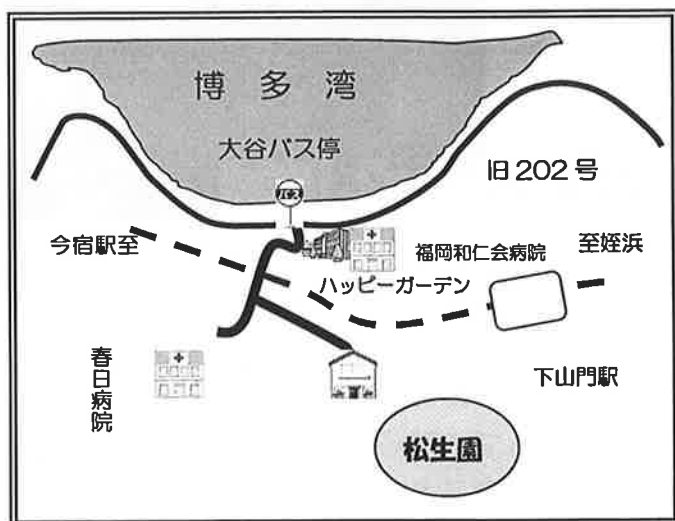 博多湾
大谷バス停
旧202号
今宿駅至
福岡和仁会病院
至姪浜
ハッピーガーデン
春日病院
下山門駅
松生園